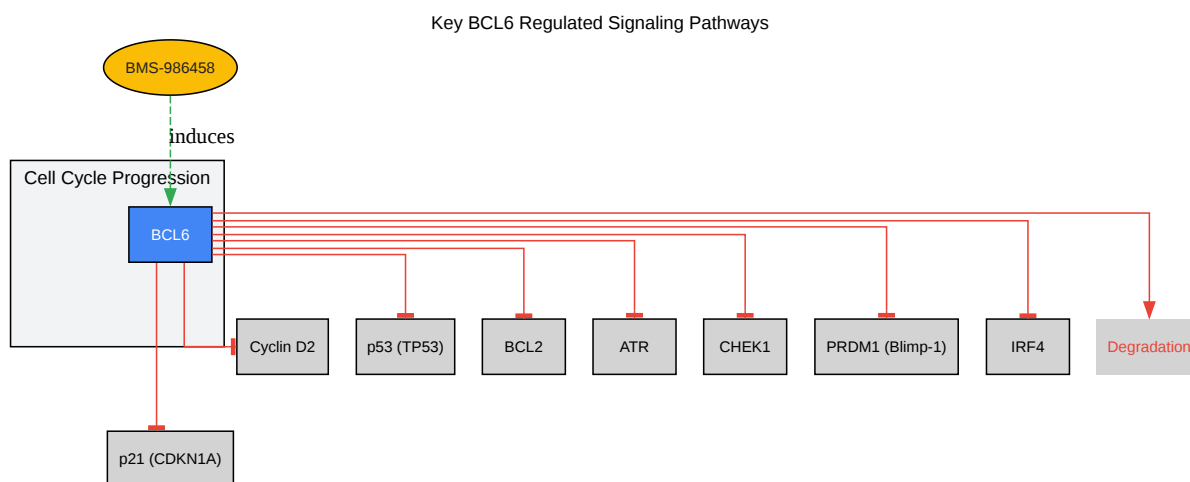 Key BCL6 Regulated Signaling Pathways
BMS-986458
induces
Cell Cycle Progression
BCL6
Cyclin D2
p53 (TP53)
BCL2
ATR
CHEK1
PRDM1 (Blimp-1)
IRF4
Degradation
p21 (CDKN1A)